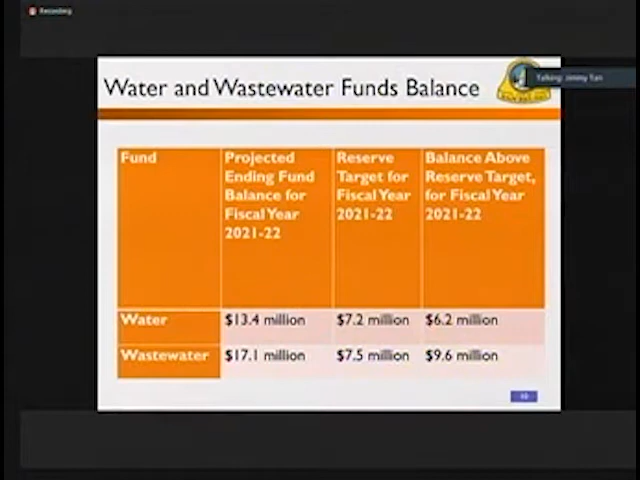 Recording
Talking: Jimmy Tan
Water and Wastewater Funds Balance
Fund
Projected
Ending Fund
Balance for
Fiscal Year
2021-22
Reserve
Target for
Fiscal Year
2021-22
Balance Above
Reserve Target,
for Fiscal Year
2021-22
Water
$13.4 million
$7.2 million
$6.2 million
Wastewater
$17.1 million
$7.5 million
$9.6 million